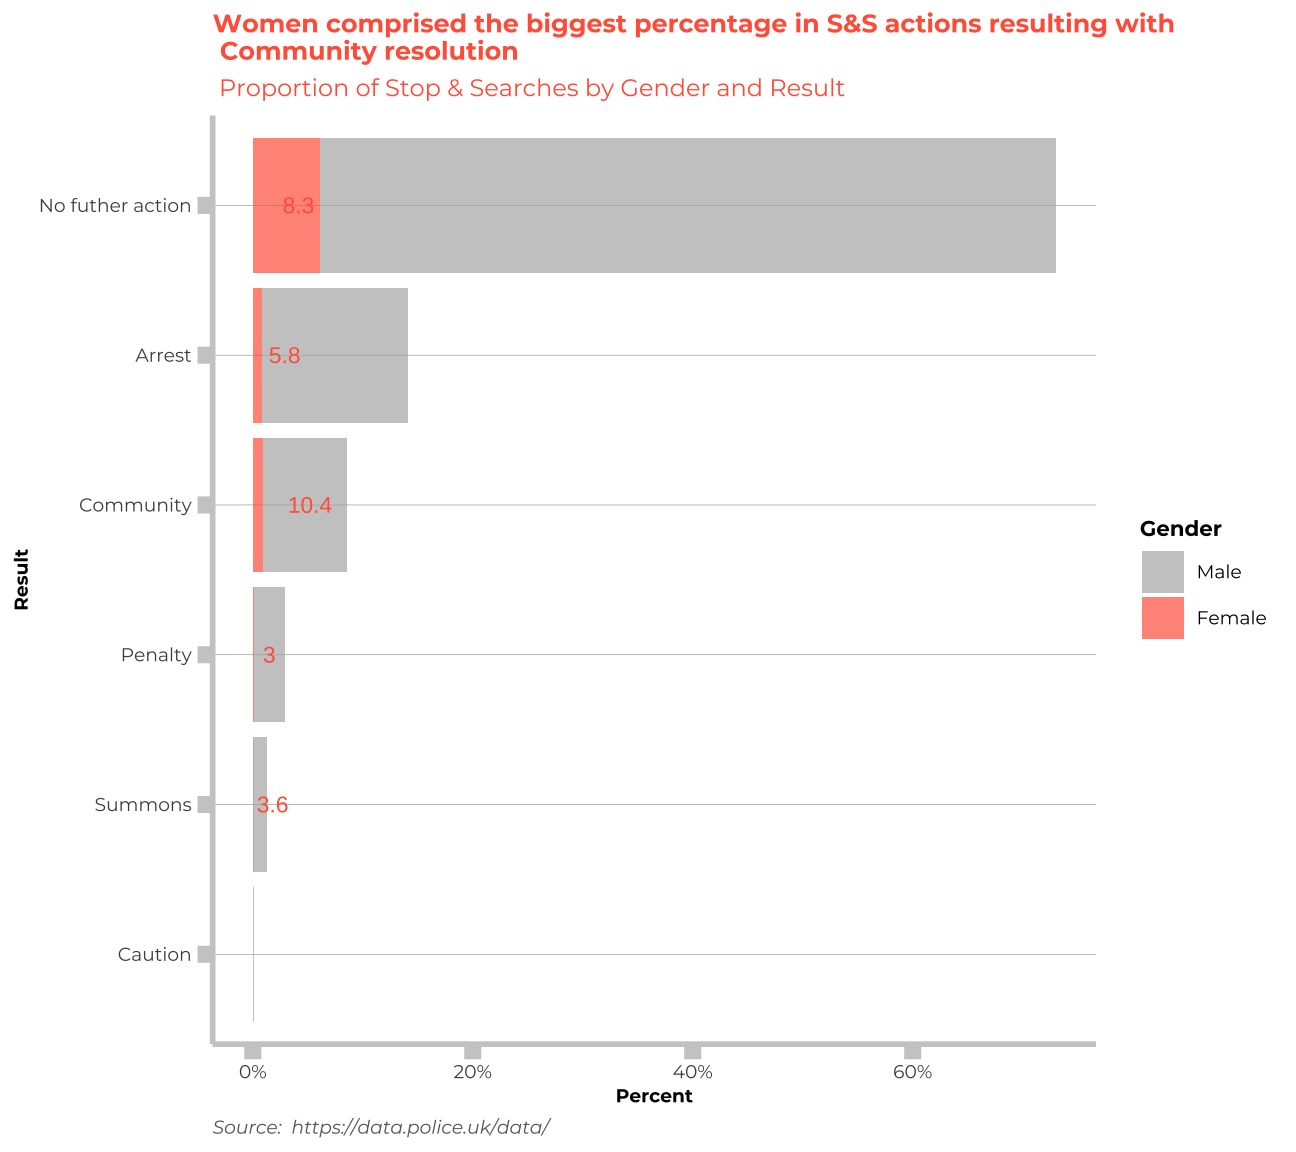 Women comprised the biggest percentage in S&S actions resulting with
Community resolution
Proportion of Stop & Searches by Gender and Result
No futher action
8.3
Arrest
5.8
Community
10.4
Penalty
3
Summons
3.6
Caution
Result
Gender
Male
Female
0% 20% 40% 60%
Percent
Source: https://data.police.uk/data/